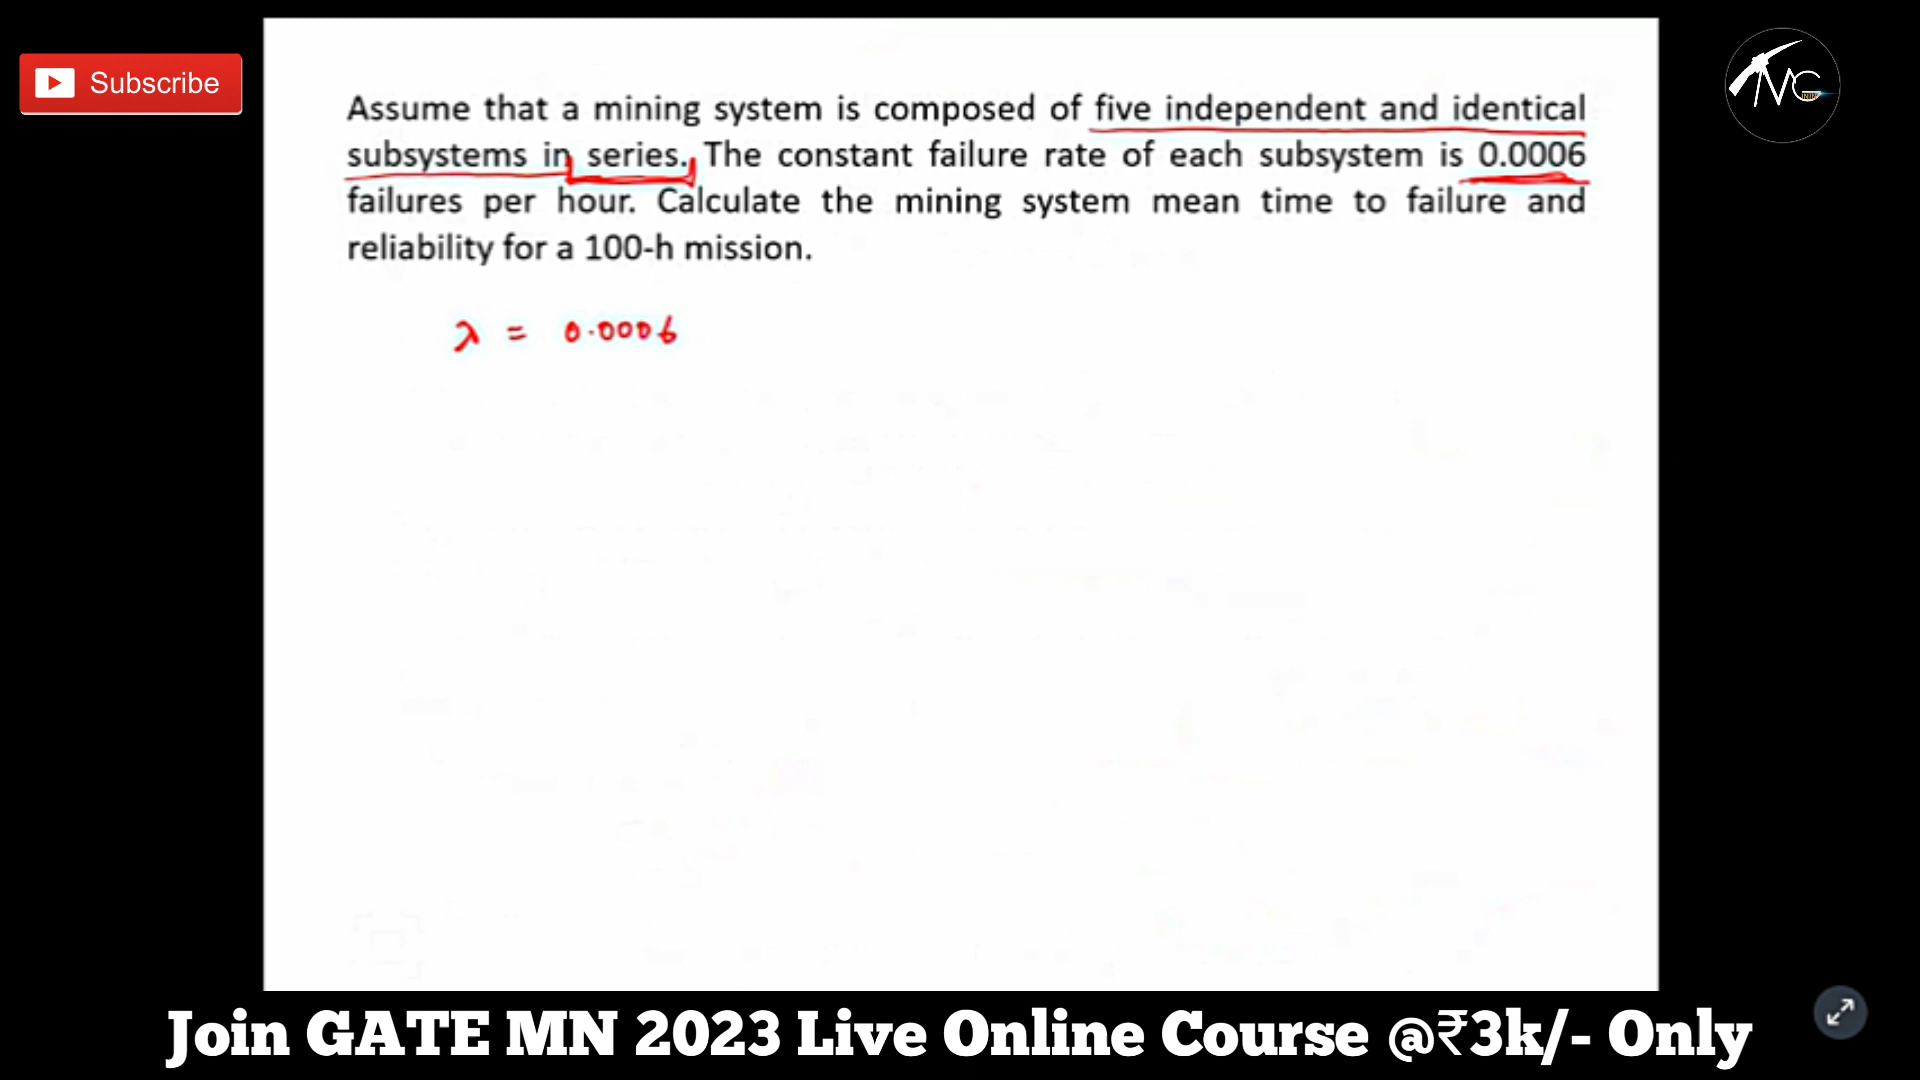 Subscribe
Assume that a mining system is composed of five independent and identical
subsystems in series. The constant failure rate of each subsystem is 0.0006
failures per hour. Calculate the mining system mean time to failure and
reliability for a 100-h mission.
λ = 0.0006
Join GATE MN 2023 Live Online Course @₹3k/- Only